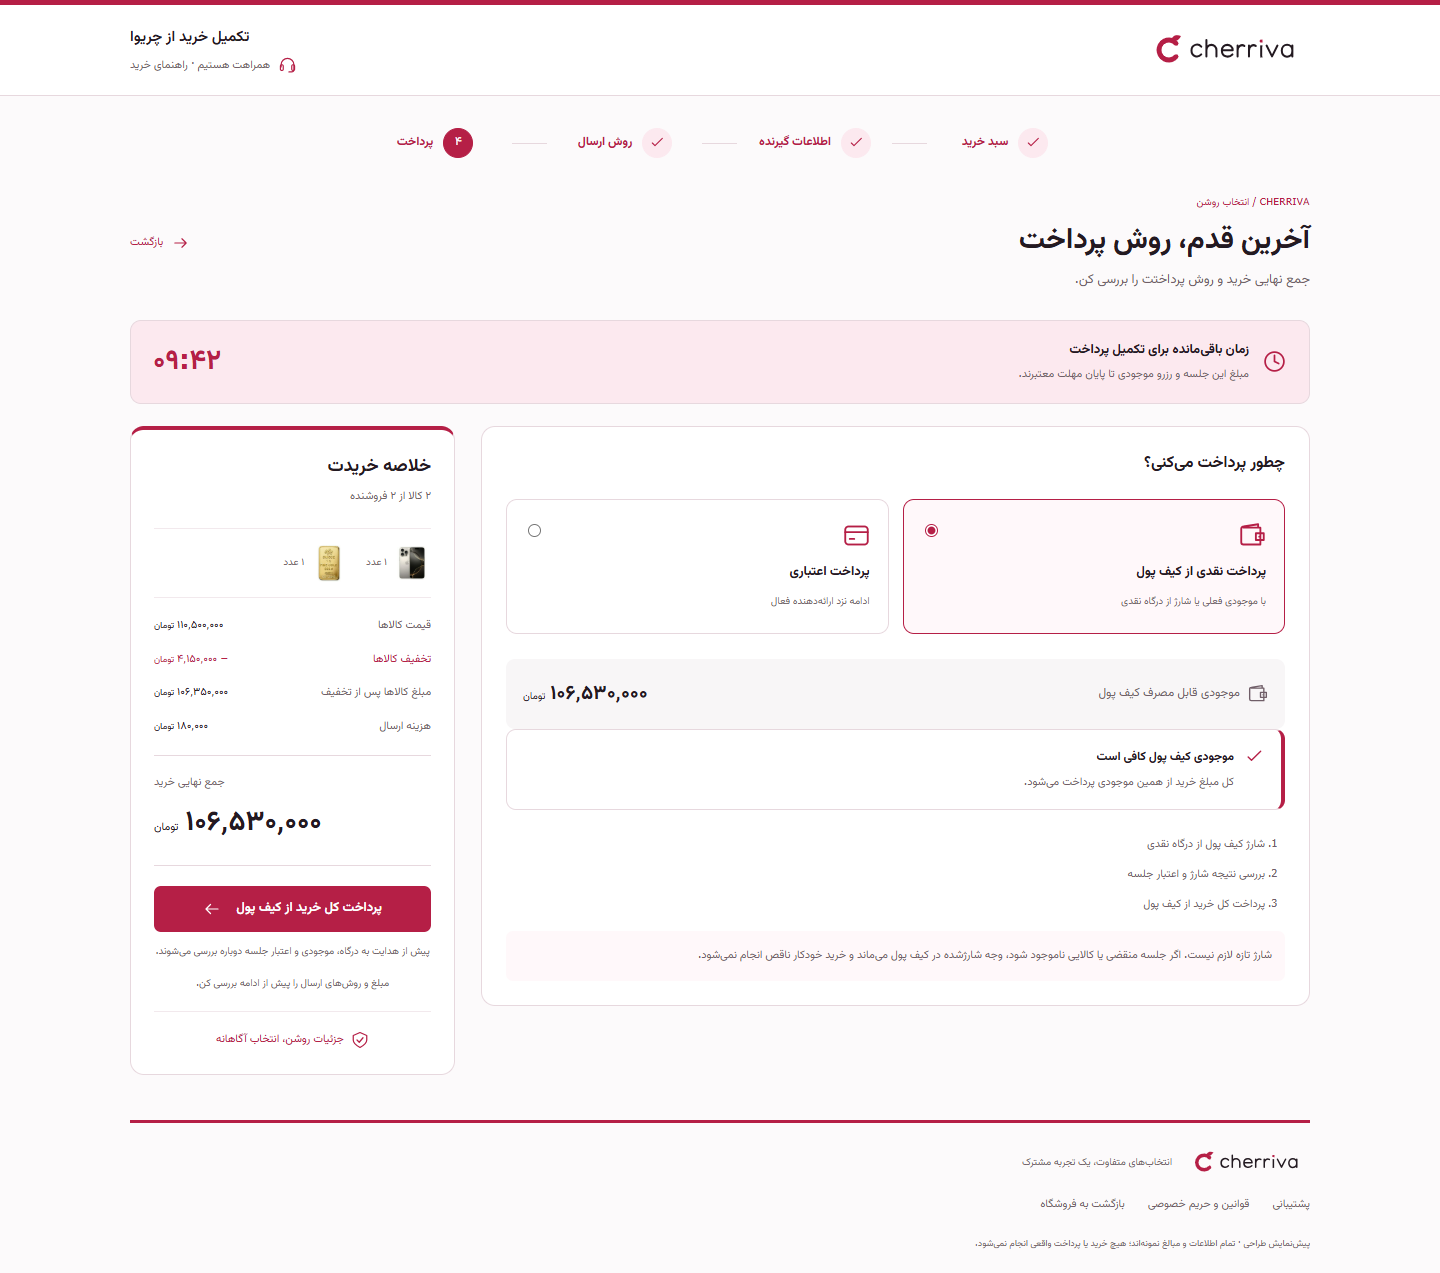 cherriva
تکمیل خرید از چریوا
همراهت هستیم · راهنمای خرید
سبد خرید
اطلاعات گیرنده
روش ارسال
۴ پرداخت
CHERRIVA / انتخاب روشن
آخرین قدم، روش پرداخت
بازگشت
جمع نهایی خرید و روش پرداختت را بررسی کن.
زمان باقی‌مانده برای تکمیل پرداخت
مبلغ این جلسه و رزرو موجودی تا پایان مهلت معتبرند.
۰۹:۴۲
چطور پرداخت می‌کنی؟
پرداخت نقدی از کیف پول
با موجودی فعلی یا شارژ از درگاه نقدی
پرداخت اعتباری
ادامه نزد ارائه‌دهنده فعال
موجودی قابل مصرف کیف پول
۱۰۶,۵۳۰,۰۰۰ تومان
موجودی کیف پول کافی است
کل مبلغ خرید از همین موجودی پرداخت می‌شود.
1. شارژ کیف پول از درگاه نقدی
2. بررسی نتیجه شارژ و اعتبار جلسه
3. پرداخت کل خرید از کیف پول
شارژ تازه لازم نیست. اگر جلسه منقضی یا کالایی ناموجود شود، وجه شارژشده در کیف پول می‌ماند و خرید خودکار ناقص انجام نمی‌شود.
خلاصه خریدت
۲ کالا از ۲ فروشنده
۱ عدد
۱ عدد
قیمت کالاها ۱۱۰,۵۰۰,۰۰۰ تومان
تخفیف کالاها − ۴,۱۵۰,۰۰۰ تومان
مبلغ کالاها پس از تخفیف ۱۰۶,۳۵۰,۰۰۰ تومان
هزینه ارسال ۱۸۰,۰۰۰ تومان
جمع نهایی خرید
۱۰۶,۵۳۰,۰۰۰ تومان
پرداخت کل خرید از کیف پول
پیش از هدایت به درگاه، موجودی و اعتبار جلسه دوباره بررسی می‌شوند.
مبلغ و روش‌های ارسال را پیش از ادامه بررسی کن.
جزئیات روشن، انتخاب آگاهانه
cherriva
انتخاب‌های متفاوت، یک تجربه مشترک
پشتیبانی
قوانین و حریم خصوصی
بازگشت به فروشگاه
پیش‌نمایش طراحی · تمام اطلاعات و مبالغ نمونه‌اند؛ هیچ خرید یا پرداخت واقعی انجام نمی‌شود.